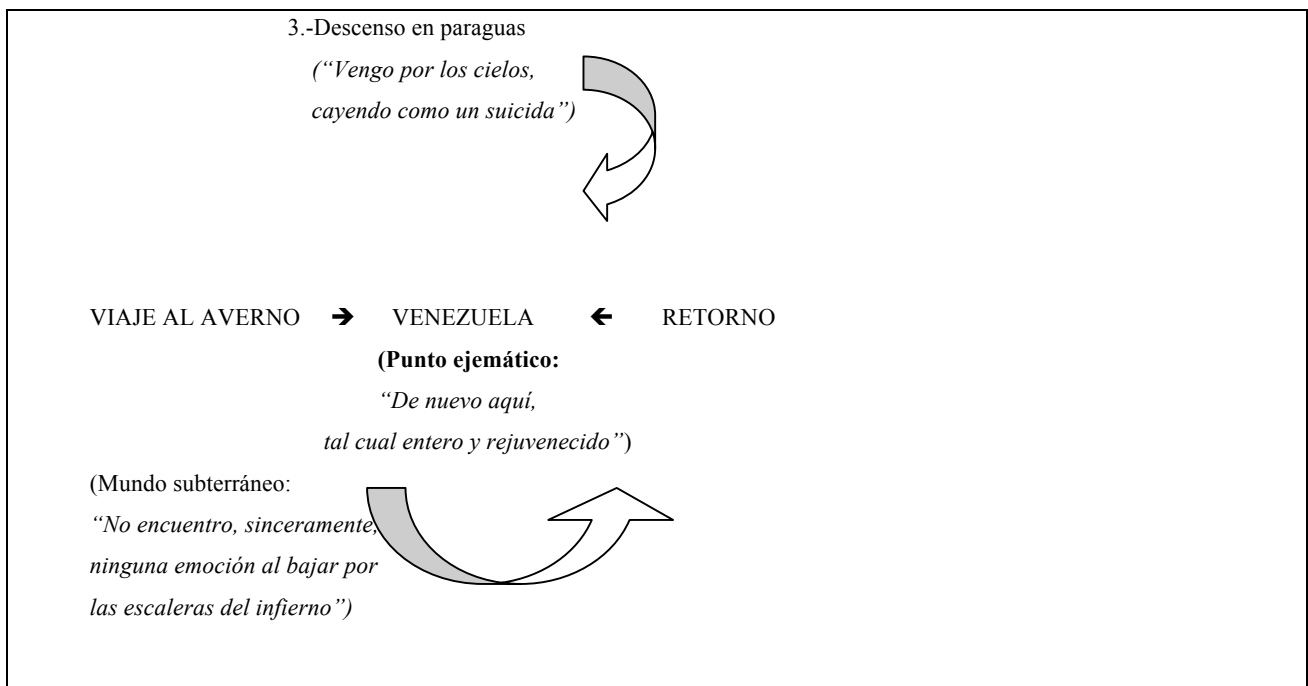 3.-Descenso en paraguas
(“Vengo por los cielos,
cayendo como un suicida”)
VIAJE AL AVERNO ➔ VENEZUELA 🡸 RETORNO
(Punto ejemático:
“De nuevo aquí,
tal cual entero y rejuvenecido”)
(Mundo subterráneo:
“No encuentro, sinceramente,
ninguna emoción al bajar por
las escaleras del infierno”)